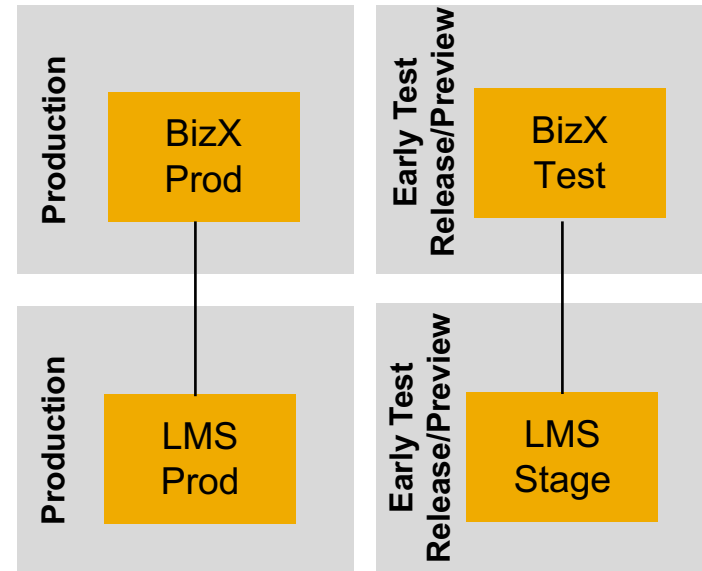 Production
BizX
Prod
Early Test
Release/Preview
BizX
Test
Production
LMS
Prod
Early Test
Release/Preview
LMS
Stage